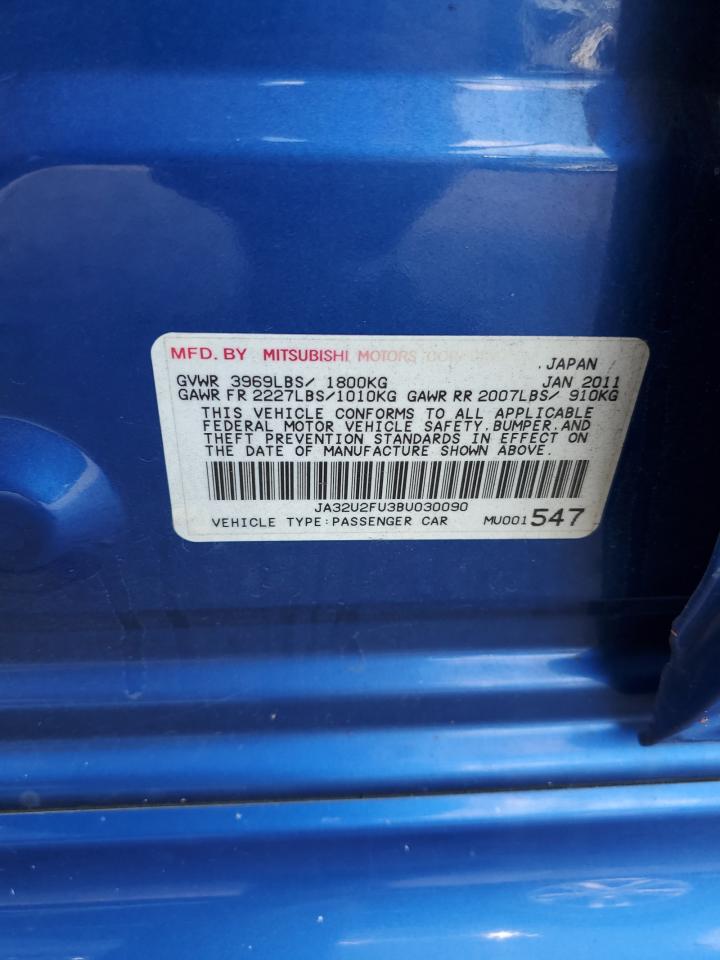 MFD. BY MITSUBISHI MOTORS CORPORATION
JAPAN
GVWR 3969LBS/ 1800KG JAN 2011
GAWR FR 2227LBS/1010KG GAWR RR 2007LBS/ 910KG
THIS VEHICLE CONFORMS TO ALL APPLICABLE
FEDERAL MOTOR VEHICLE SAFETY,BUMPER,AND
THEFT PREVENTION STANDARDS IN EFFECT ON
THE DATE OF MANUFACTURE SHOWN ABOVE.
JA32U2FU3BU030090
VEHICLE TYPE:PASSENGER CAR MU001547